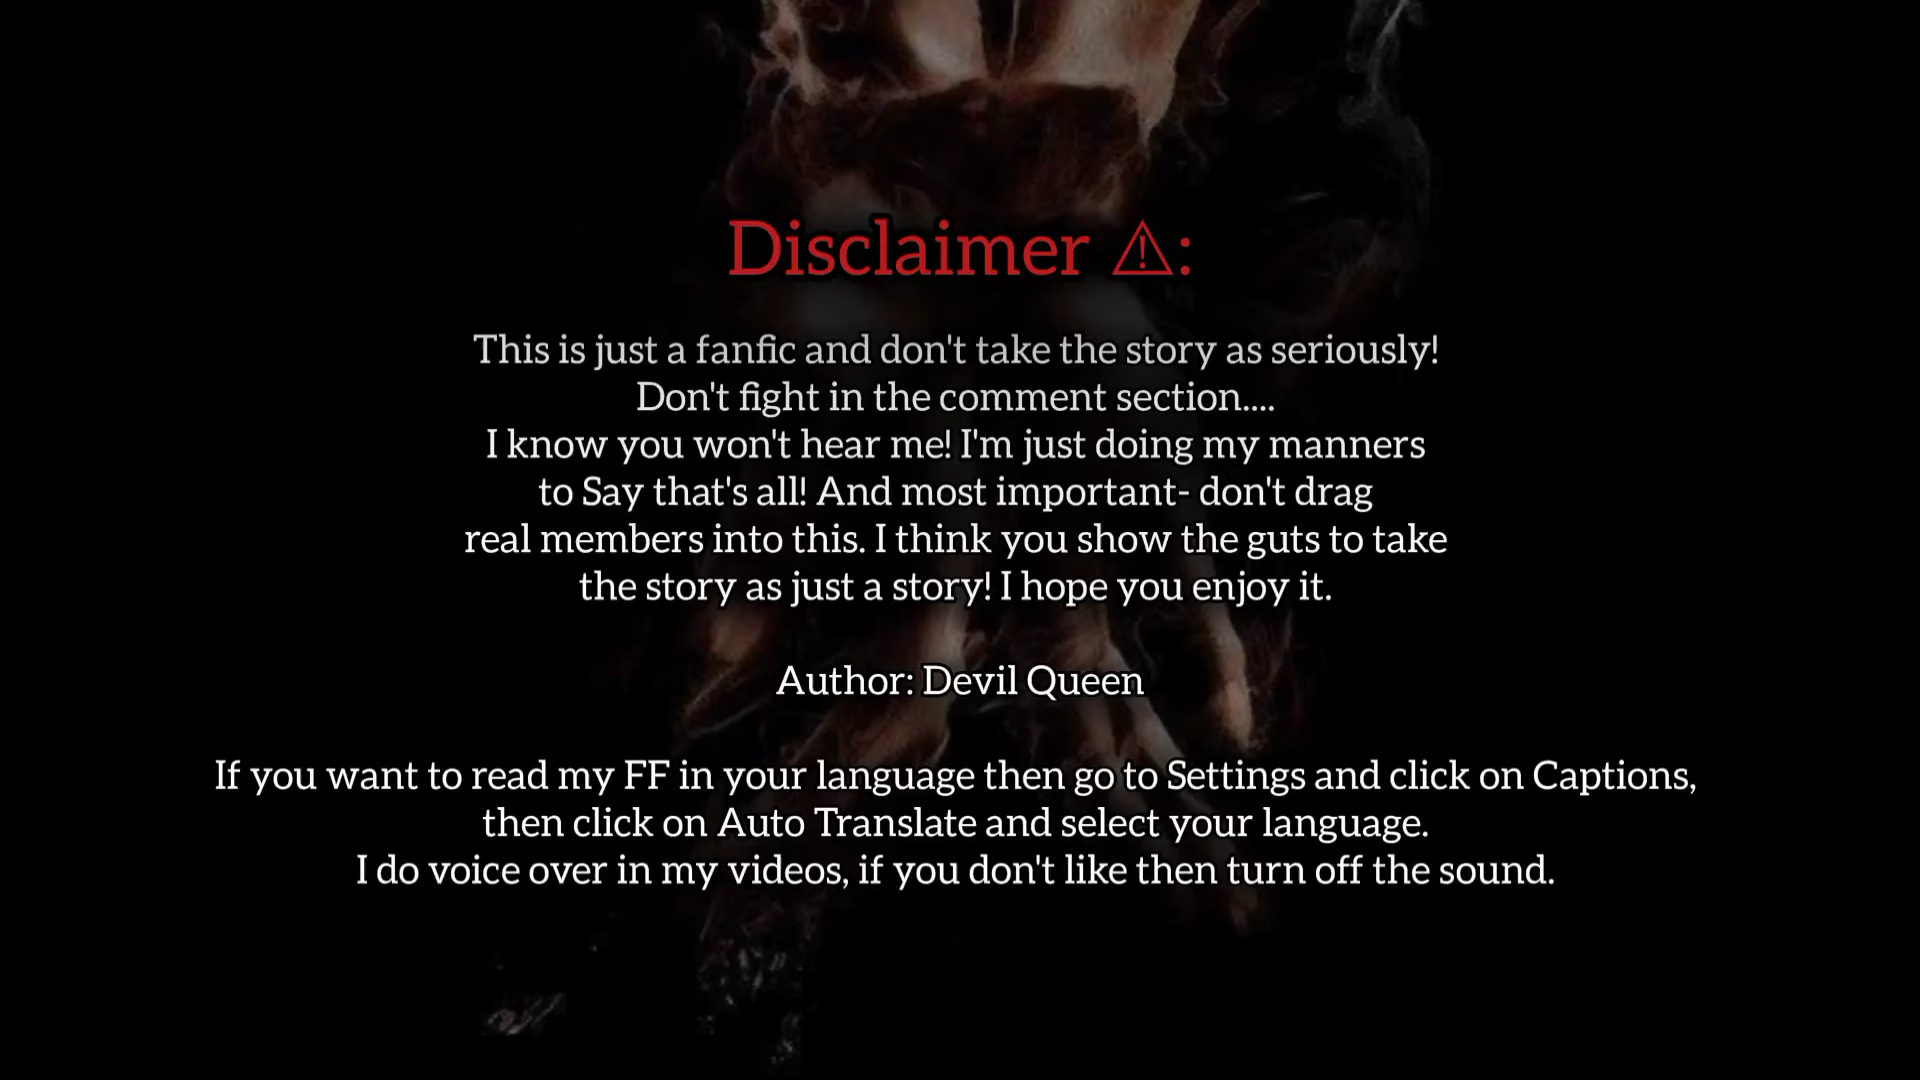 Disclaimer ⚠:
This is just a fanfic and don't take the story as seriously!
Don't fight in the comment section....
I know you won't hear me! I'm just doing my manners
to Say that's all! And most important- don't drag
real members into this. I think you show the guts to take
the story as just a story! I hope you enjoy it.
Author: Devil Queen
If you want to read my FF in your language then go to Settings and click on Captions,
then click on Auto Translate and select your language.
I do voice over in my videos, if you don't like then turn off the sound.